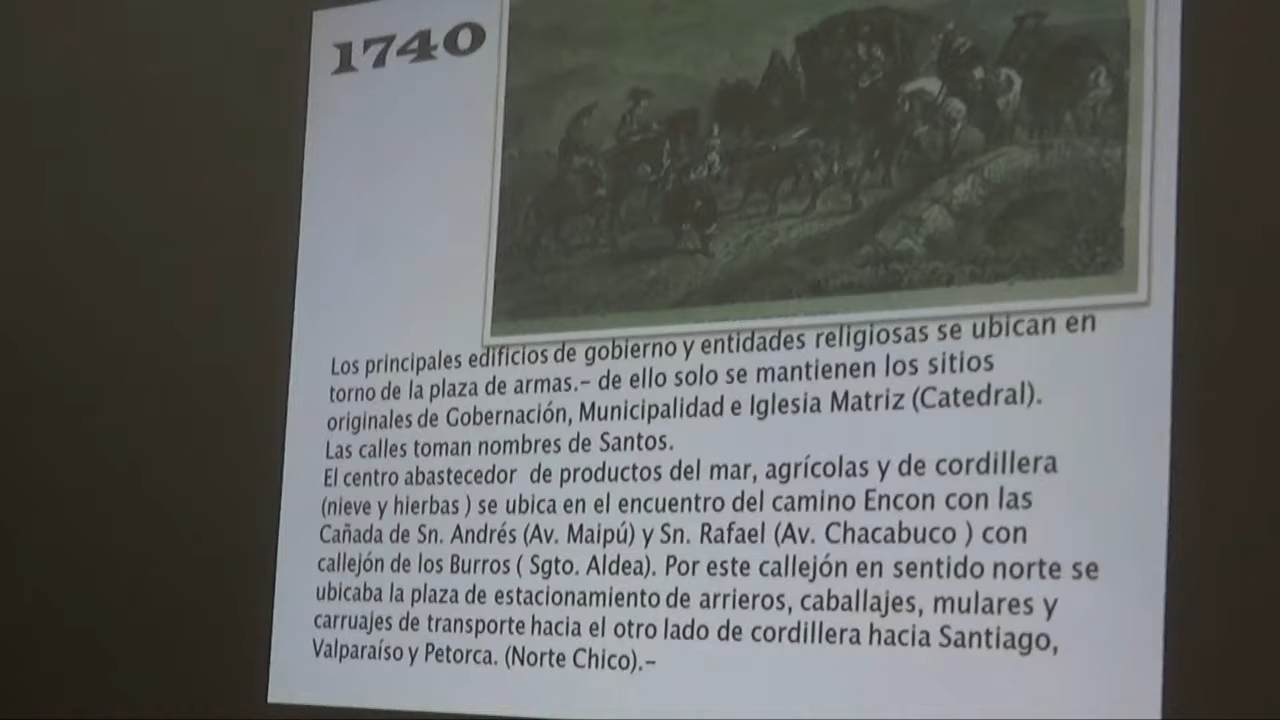 1740
Los principales edificios de gobierno y entidades religiosas se ubican en
torno de la plaza de armas.- de ello solo se mantienen los sitios
originales de Gobernación, Municipalidad e Iglesia Matriz (Catedral).
Las calles toman nombres de Santos.
El centro abastecedor de productos del mar, agrícolas y de cordillera
(nieve y hierbas ) se ubica en el encuentro del camino Encon con las
Cañada de Sn. Andrés (Av. Maipú) y Sn. Rafael (Av. Chacabuco ) con
callejón de los Burros ( Sgto. Aldea). Por este callejón en sentido norte se
ubicaba la plaza de estacionamiento de arrieros, caballajes, mulares y
carruajes de transporte hacia el otro lado de cordillera hacia Santiago,
Valparaíso y Petorca. (Norte Chico).-